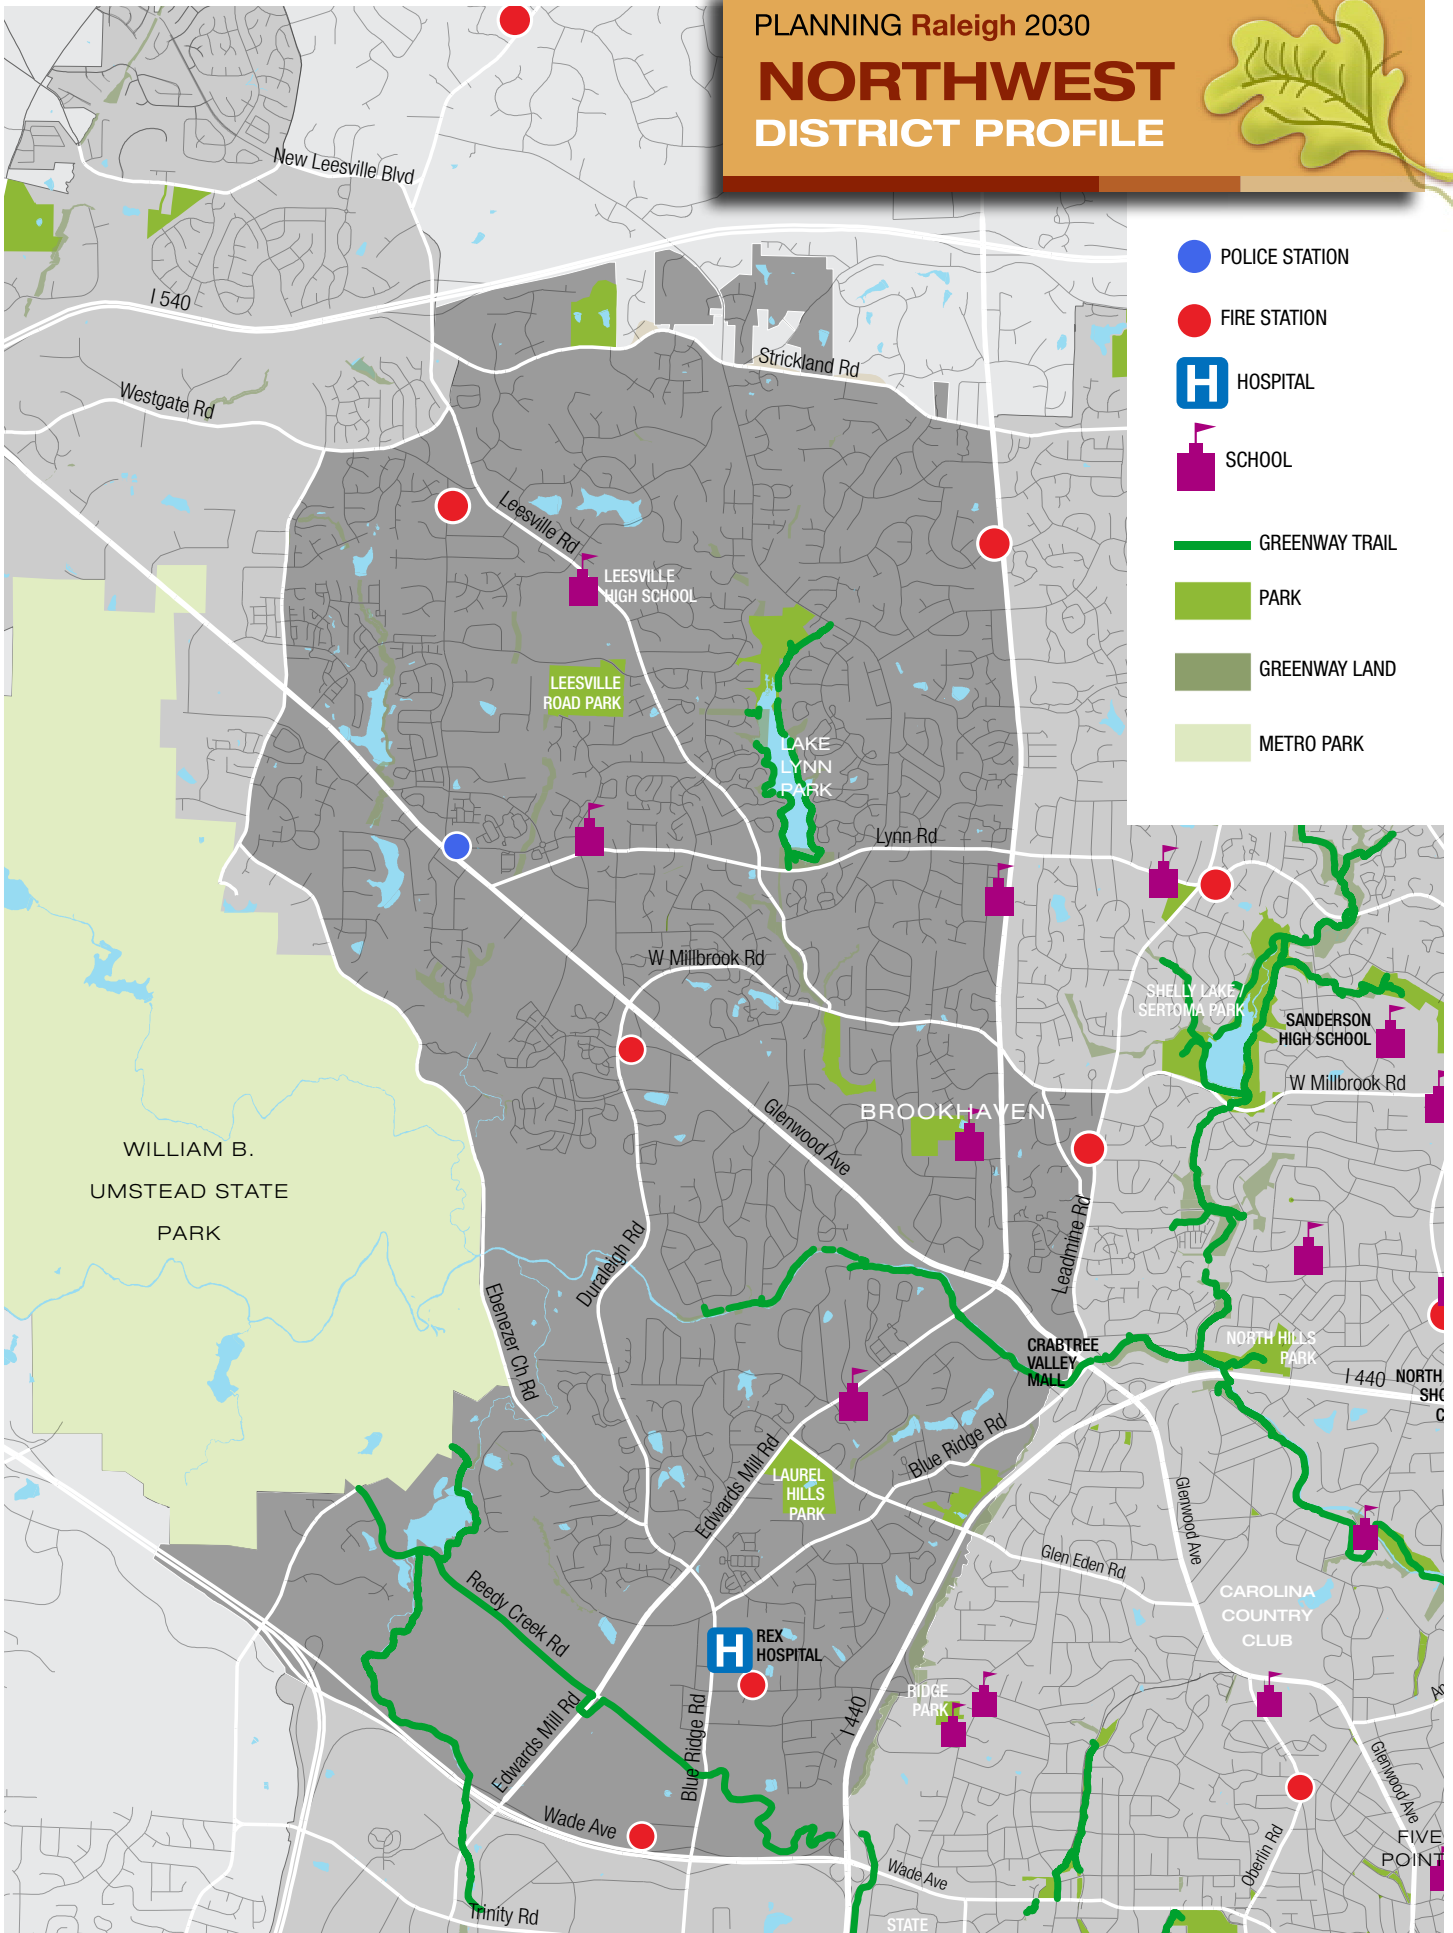 PLANNING Raleigh 2030
NORTHWEST
DISTRICT PROFILE
POLICE STATION
FIRE STATION
H HOSPITAL
SCHOOL
GREENWAY TRAIL
PARK
GREENWAY LAND
METRO PARK
New Leesville Blvd
I 540
Strickland Rd
Westgate Rd
Leesville Rd
LEESVILLE
HIGH SCHOOL
LEESVILLE
ROAD PARK
LAKE
LYNN
PARK
Lynn Rd
W Millbrook Rd
SHELLY LAKE /
SERTOMA PARK
SANDERSON
HIGH SCHOOL
W Millbrook Rd
BROOKHAVEN
Glenwood Ave
WILLIAM B.
UMSTEAD STATE
PARK
Duraleigh Rd
Leadmine Rd
Ebenezer Ch Rd
CRABTREE
VALLEY
MALL
NORTH HILLS
PARK
I 440
NORTH
SHO
C
Blue Ridge Rd
Edwards Mill Rd
LAUREL
HILLS
PARK
Glenwood Ave
Glen Eden Rd
Reedy Creek Rd
CAROLINA
COUNTRY
CLUB
H
REX
HOSPITAL
RIDGE
PARK
I 440
Edwards Mill Rd
Blue Ridge Rd
Glenwood Ave
Wade Ave
FIVE
POINT
Oberlin Rd
Wade Ave
Trinity Rd
STATE